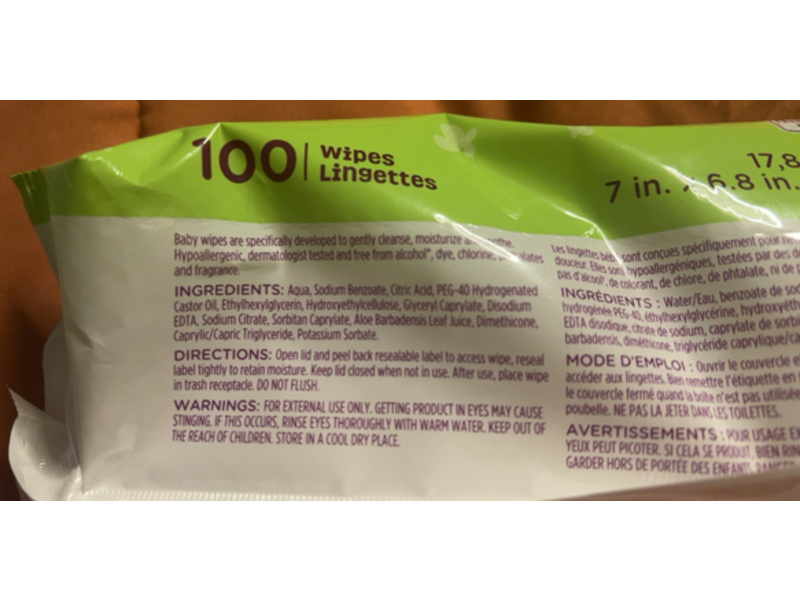 100 | Wipes
Lingettes
17,8
7 in. x 6.8 in.
Baby wipes are specifically developed to gently cleanse, moisturize
Hypoallergenic, dermatologist tested and free from alcohol*, dye, chlorine,
and fragrance.
INGREDIENTS: Aqua, Sodium Benzoate, Citric Acid, PEG-40 Hydrogenated
Castor Oil, Ethylhexylglycerin, Hydroxyethylcellulose, Glyceryl Caprylate, Disodium
EDTA, Sodium Citrate, Sorbitan Caprylate, Aloe Barbadensis Leaf Juice, Dimethicone,
Caprylic/Capric Triglyceride, Potassium Sorbate.
DIRECTIONS: Open lid and peel back resealable label to access wipe, reseal
label tightly to retain moisture. Keep lid closed when not in use. After use, place wipe
in trash receptacle. DO NOT FLUSH.
WARNINGS: FOR EXTERNAL USE ONLY. GETTING PRODUCT IN EYES MAY CAUSE
STINGING. IF THIS OCCURS, RINSE EYES THOROUGHLY WITH WARM WATER. KEEP OUT OF
THE REACH OF CHILDREN. STORE IN A COOL DRY PLACE.
Les lingettes béb sont conçues spécifiquement pour
douceur. Elles sont hypoallergéniques, testées par des
pas d'alcool*, de colorant, de chlore, de phtalate, ni de
INGRÉDIENTS : Water/Eau, benzoate de
hydrogénée PEG-40, éthylhexylglycérine,
EDTA disodique, citrate de sodium, caprylate de
barbadensis, diméthicone, triglycéride caprylique/
MODE D'EMPLOI : Ouvrir le couvercle
accéder aux lingettes. Bien remettre l'étiquette en
le couvercle fermé quand la boîte n'est pas
poubelle. NE PAS LA JETER DANS LES TOILETTES.
AVERTISSEMENTS : POUR USAGE
YEUX PEUT PICOTER. SI CELA SE PRODUIT, BIEN
GARDER HORS DE PORTÉE DES ENFANTS.